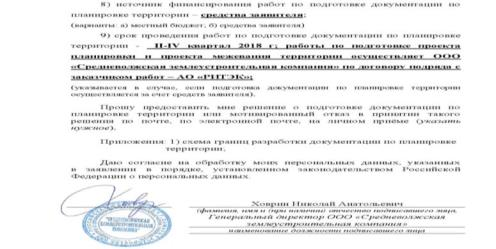 8) источник финансирования работ по подготовке документации по
планировке территории – средства заявителя;
(варианты: а) местный бюджет, б) средства заявителя)
9) срок проведения работ по подготовке документации по планировке
территории - II-IV квартал 2018 г; работы по подготовке проекта
планировки и проекта межевания территории осуществляет ООО
«Средневолжская землеустроительная компания» по договору подряда с
заказчиком работ – АО «РИТЭК»;
(указывается в случае, если подготовка документации по планировке территории
осуществляется за счет средств заявителя).
Прошу предоставить мне решение о подготовке документации по
планировке территории или мотивированный отказ в принятии такого
решения по почте, по электронной почте, на личном приёме (указать
нужное).
Приложения: 1) схема границ разработки документации по планировке
территории,
Даю согласие на обработку моих персональных данных, указанных
в заявлении в порядке, установленном законодательством Российской
Федерации о персональных данных.
Ховрин Николай Анатольевич
(фамилия, имя и (при наличии) отчество подписавшего лица,
Генеральный директор ООО «Средневолжская
землеустроительная компания»
наименование должности подписавшего лица